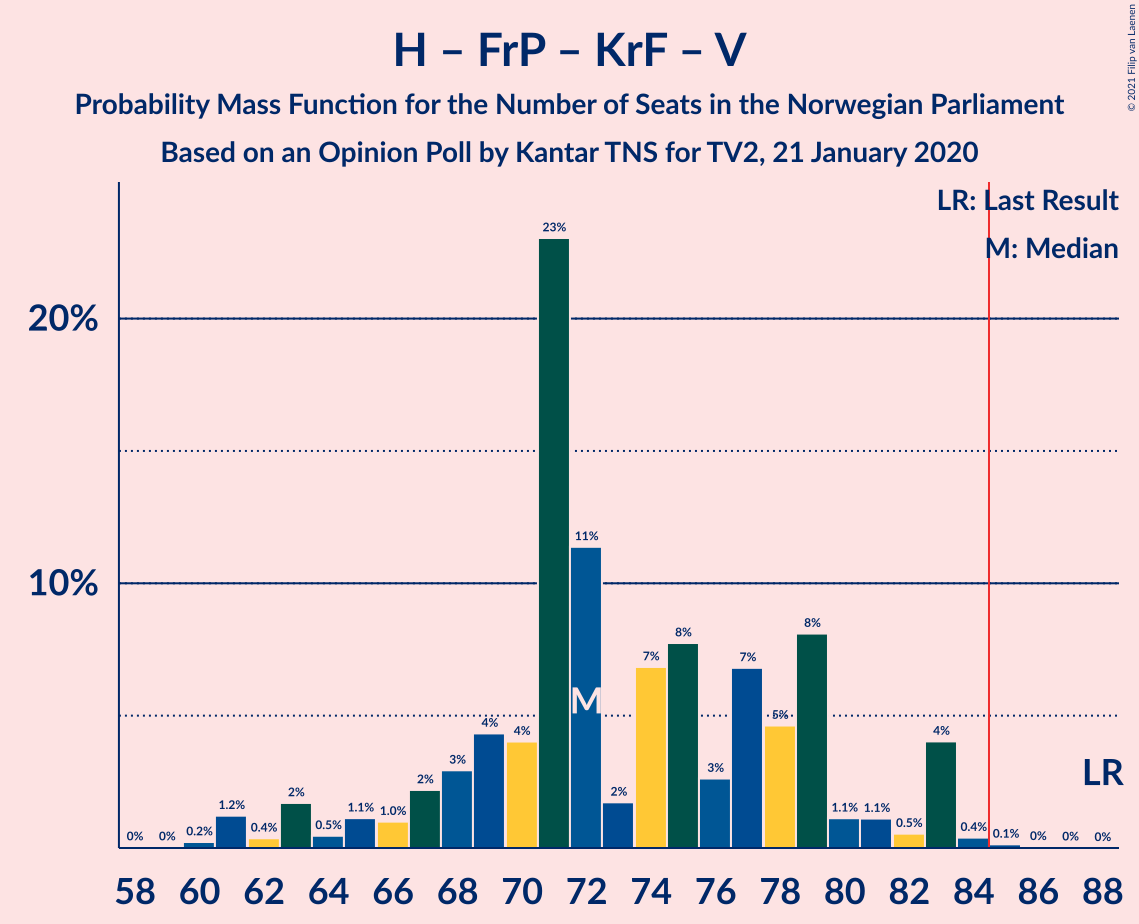 H – FrP – KrF – V
Probability Mass Function for the Number of Seats in the Norwegian Parliament
Based on an Opinion Poll by Kantar TNS for TV2, 21 January 2020
© 2021 Filip van Laenen
LR: Last Result
M: Median
20%
10%
0% 0% 0.2% 1.2% 0.4% 2% 0.5% 1.1% 1.0% 2% 3% 4% 4% 23% 11% 2% 7% 8% 3% 7% 5% 8% 1.1% 1.1% 0.5% 4% 0.4% 0.1% 0% 0% 0%
M
LR
58 60 62 64 66 68 70 72 74 76 78 80 82 84 86 88